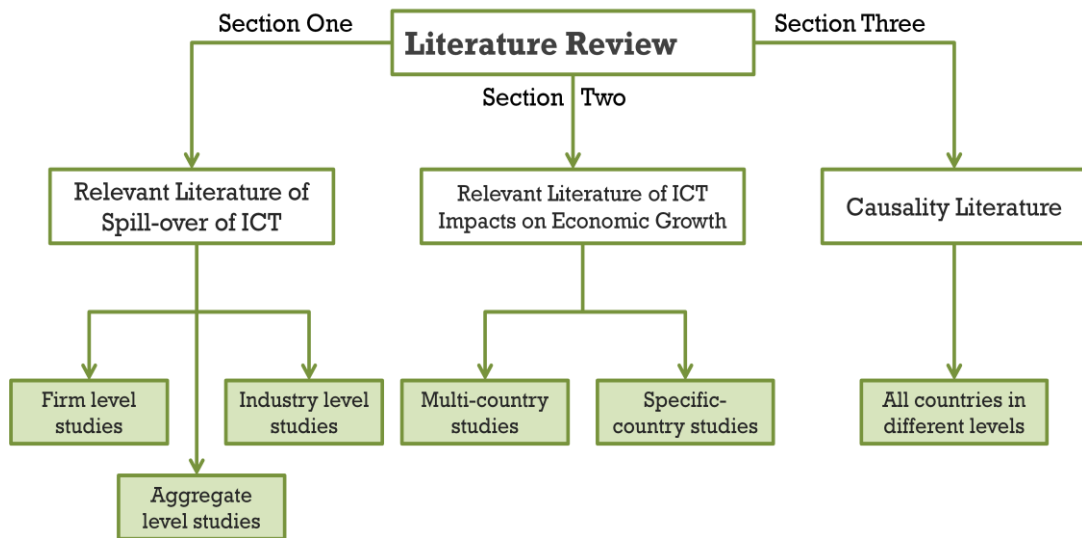 Section One
Literature Review
Section Three
Section Two
Relevant Literature of
Spill-over of ICT
Relevant Literature of ICT
Impacts on Economic Growth
Causality Literature
Firm level
studies
Industry level
studies
Multi-country
studies
Specific-
country studies
All countries in
different levels
Aggregate
level studies